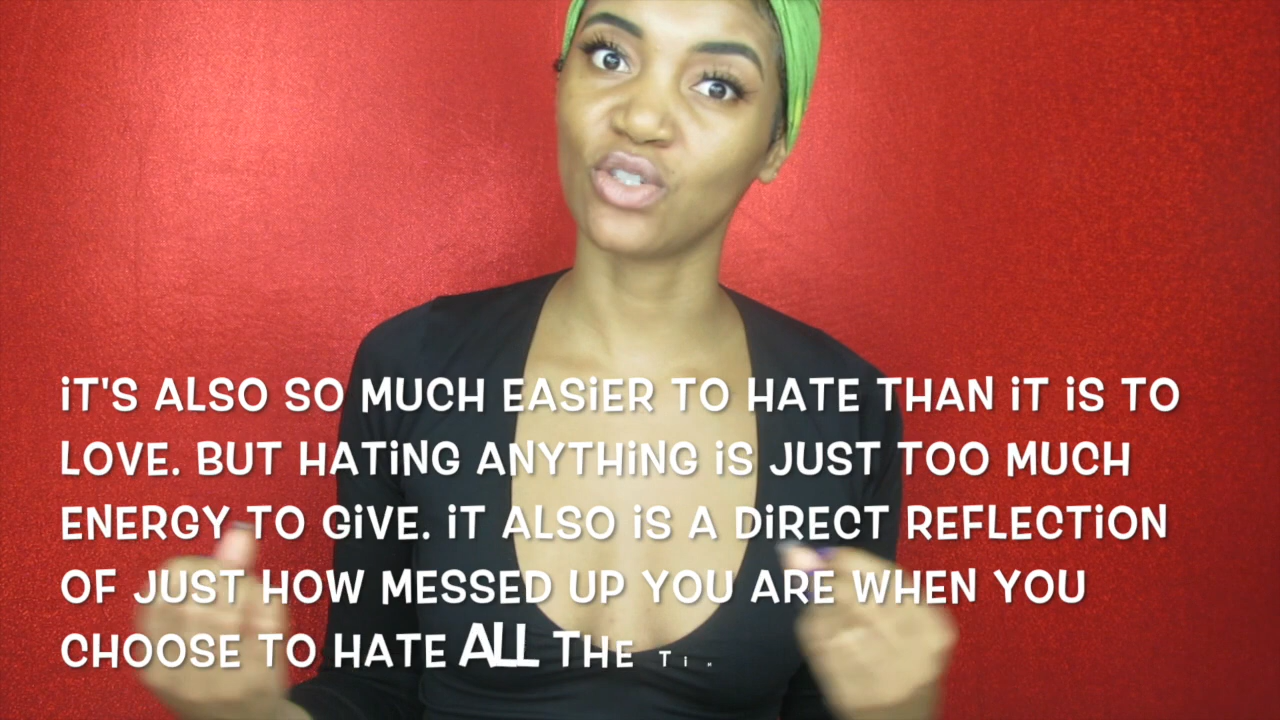 iT'S ALSO SO MUCH EASiER TO HATE THAN iT iS TO
LOVE. BUT HATiNG ANYTHiNG iS JUST TOO MUCH
ENERGY TO GiVE. iT ALSO iS A DiRECT REFLECTiON
OF JUST HOW MESSED UP YOU ARE WHEN YOU
CHOOSE TO HATE ALL THE